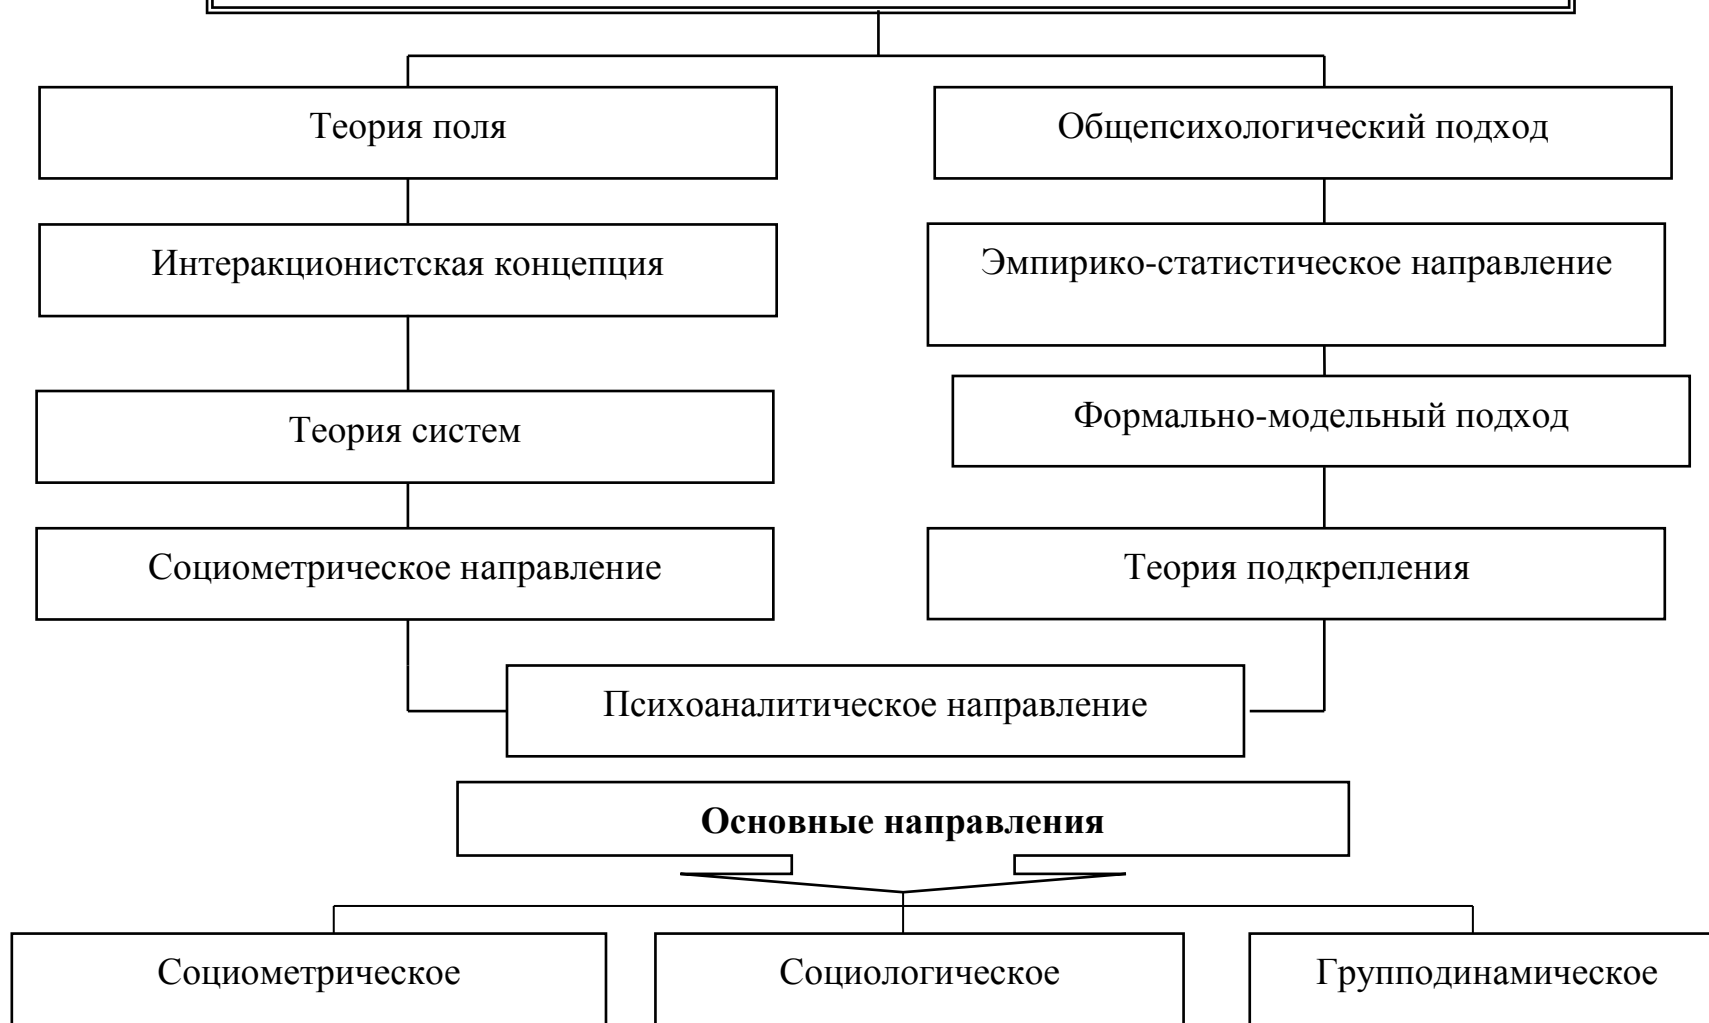 Теория поля
Общепсихологический подход
Интеракционистская концепция
Эмпирико-статистическое направление
Теория систем
Формально-модельный подход
Социометрическое направление
Теория подкрепления
Психоаналитическое направление
Основные направления
Социометрическое
Социологическое
Групподинамическое